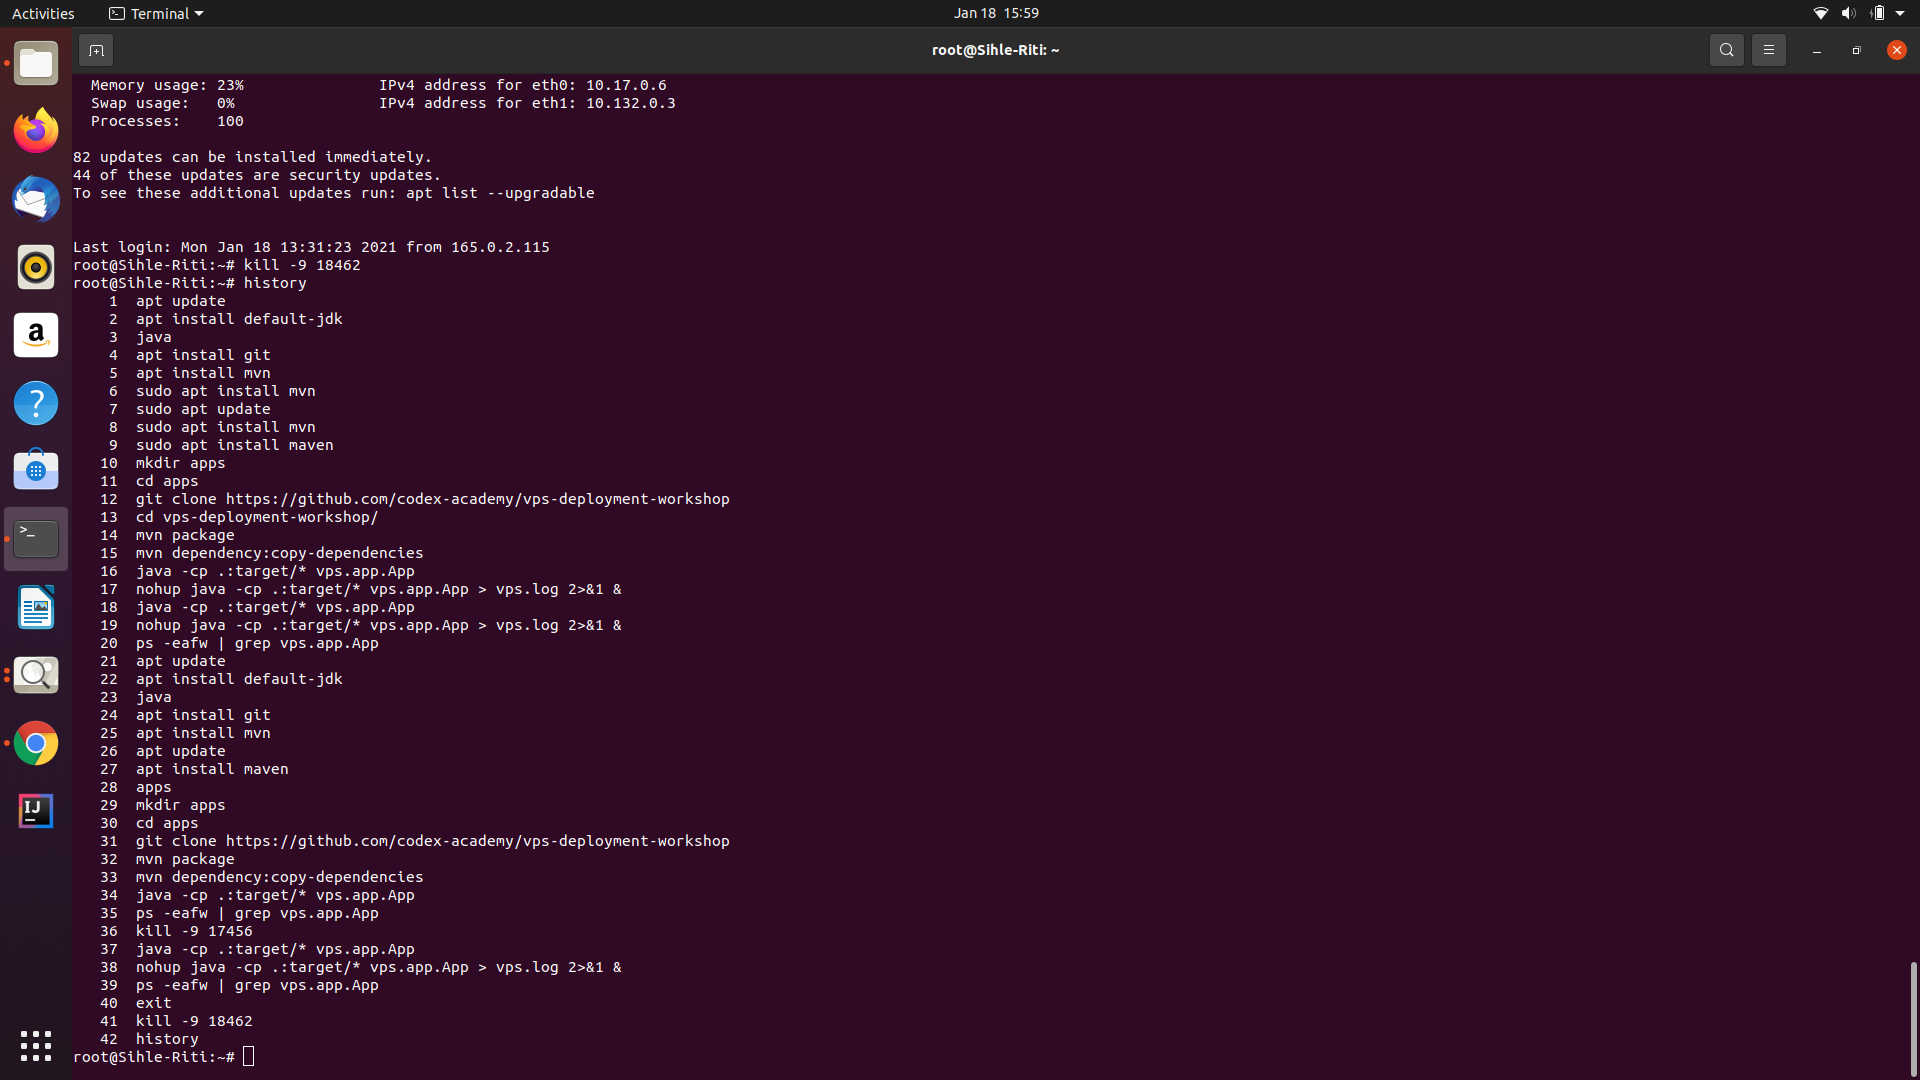 Activities
Terminal
Jan 18 15:59
root@Sihle-Riti: ~
Memory usage: 23%               IPv4 address for eth0: 10.17.0.6
Swap usage:   0%                IPv4 address for eth1: 10.132.0.3
Processes:    100
82 updates can be installed immediately.
44 of these updates are security updates.
To see these additional updates run: apt list --upgradable
Last login: Mon Jan 18 13:31:23 2021 from 165.0.2.115
root@Sihle-Riti:~# kill -9 18462
root@Sihle-Riti:~# history
1  apt update
2  apt install default-jdk
3  java
4  apt install git
5  apt install mvn
6  sudo apt install mvn
7  sudo apt update
8  sudo apt install mvn
9  sudo apt install maven
10  mkdir apps
11  cd apps
12  git clone https://github.com/codex-academy/vps-deployment-workshop
13  cd vps-deployment-workshop/
14  mvn package
15  mvn dependency:copy-dependencies
16  java -cp .:target/* vps.app.App
17  nohup java -cp .:target/* vps.app.App > vps.log 2>&1 &
18  java -cp .:target/* vps.app.App
19  nohup java -cp .:target/* vps.app.App > vps.log 2>&1 &
20  ps -eafw | grep vps.app.App
21  apt update
22  apt install default-jdk
23  java
24  apt install git
25  apt install mvn
26  apt update
27  apt install maven
28  apps
29  mkdir apps
30  cd apps
31  git clone https://github.com/codex-academy/vps-deployment-workshop
32  mvn package
33  mvn dependency:copy-dependencies
34  java -cp .:target/* vps.app.App
35  ps -eafw | grep vps.app.App
36  kill -9 17456
37  java -cp .:target/* vps.app.App
38  nohup java -cp .:target/* vps.app.App > vps.log 2>&1 &
39  ps -eafw | grep vps.app.App
40  exit
41  kill -9 18462
42  history
root@Sihle-Riti:~#